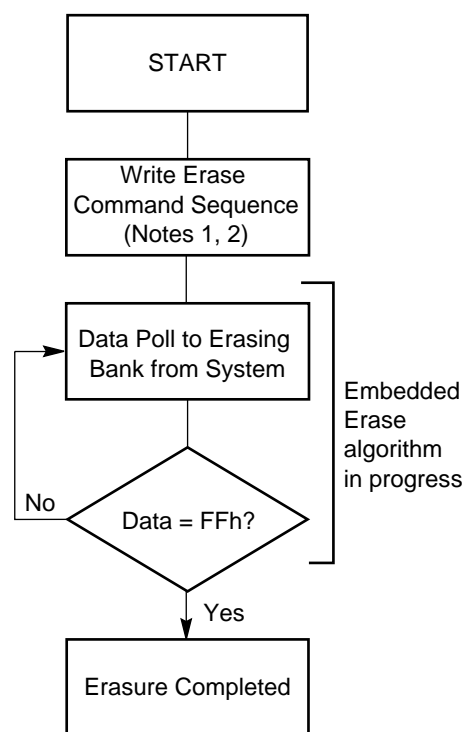 START
Write Erase
Command Sequence
(Notes 1, 2)
Data Poll to Erasing
Bank from System
Embedded
Erase
algorithm
in progress
No
Data = FFh?
Yes
Erasure Completed